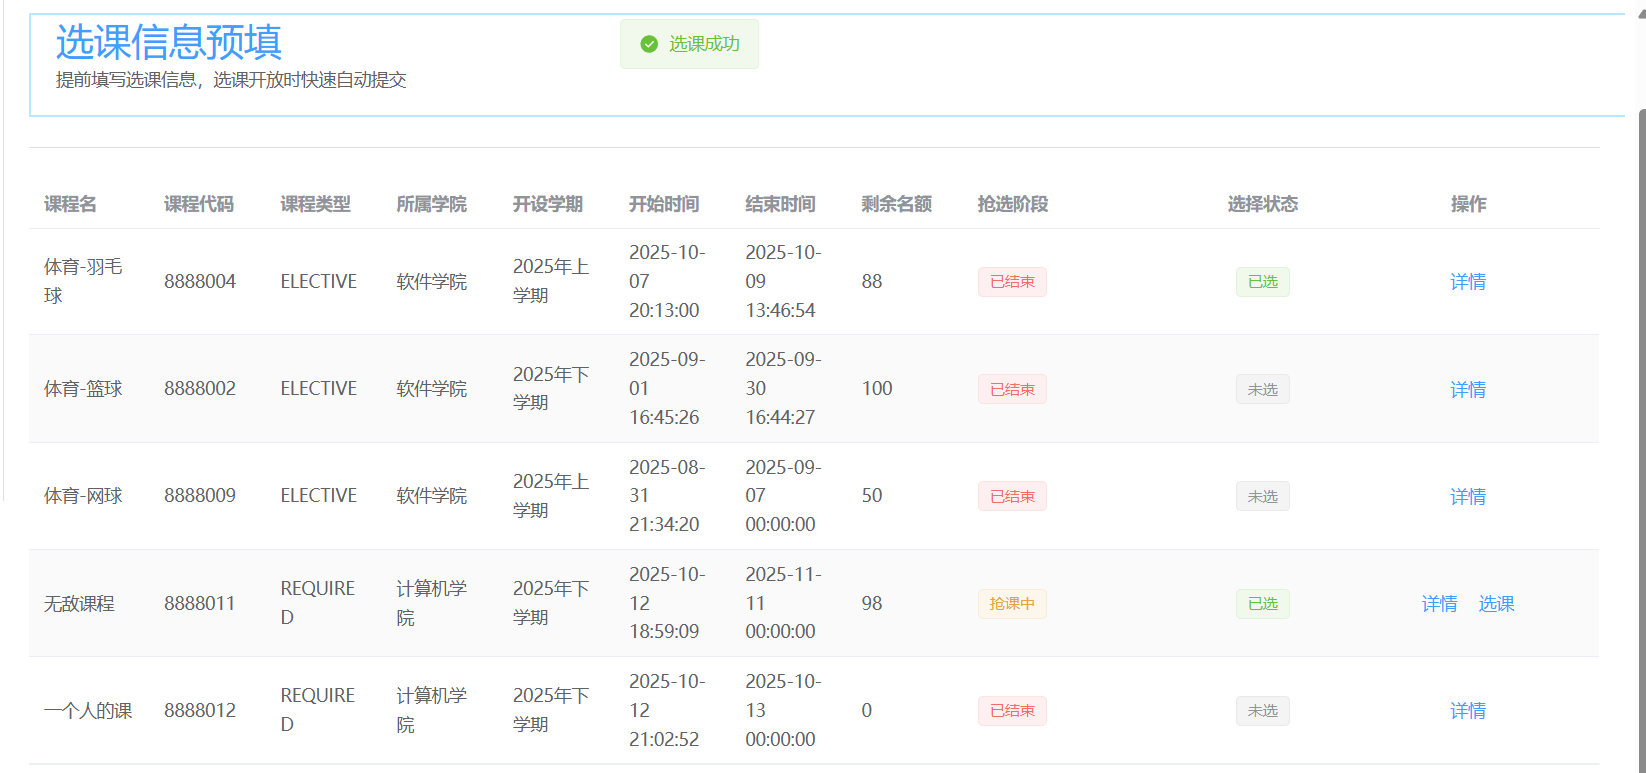 选课信息预填
选课成功
提前填写选课信息，选课开放时快速自动提交
课程名 课程代码 课程类型 所属学院 开设学期 开始时间 结束时间 剩余名额 抢选阶段 选择状态 操作
体育-羽毛
球
8888004
ELECTIVE
软件学院
2025年上
学期
2025-10-
07
20:13:00
2025-10-
09
13:46:54
88
已结束
已选
详情
体育-篮球
8888002
ELECTIVE
软件学院
2025年下
学期
2025-09-
01
16:45:26
2025-09-
30
16:44:27
100
已结束
未选
详情
体育-网球
8888009
ELECTIVE
软件学院
2025年上
学期
2025-08-
31
21:34:20
2025-09-
07
00:00:00
50
已结束
未选
详情
无敌课程
8888011
REQUIRE
D
计算机学
院
2025年下
学期
2025-10-
12
18:59:09
2025-11-
11
00:00:00
98
抢课中
已选
详情 选课
一个人的课
8888012
REQUIRE
D
计算机学
院
2025年下
学期
2025-10-
12
21:02:52
2025-10-
13
00:00:00
0
已结束
未选
详情